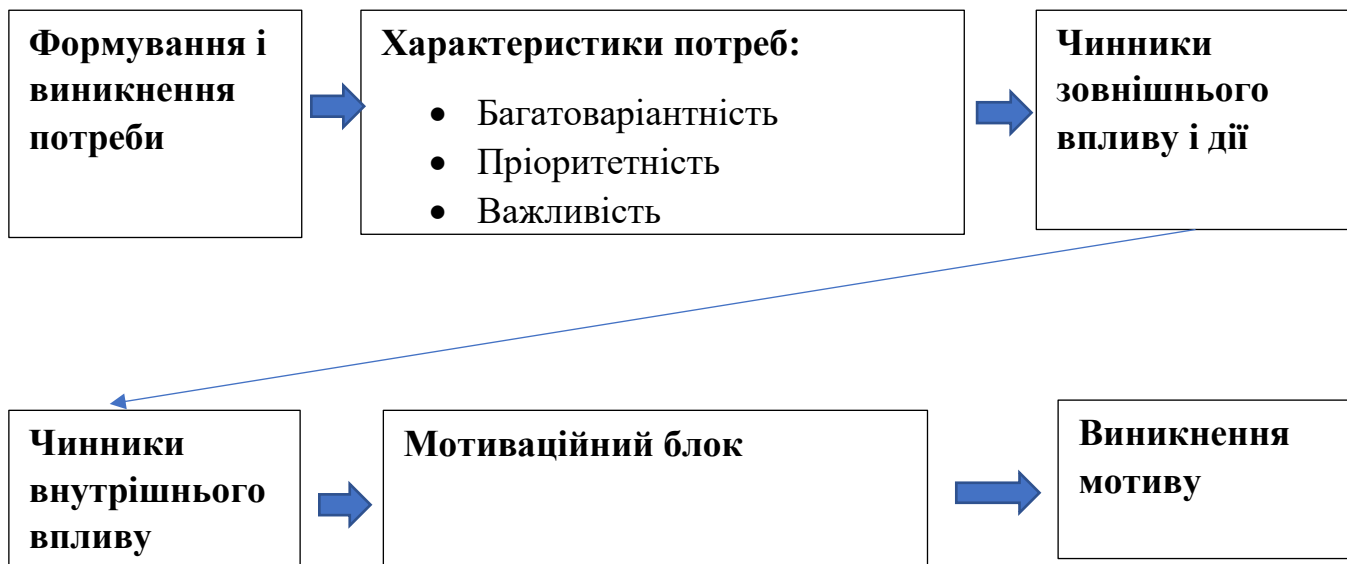 Формування і
виникнення
потреби
Характеристики потреб:
• Багатоваріантність
• Пріоритетність
• Важливість
Чинники
зовнішнього
впливу і дії
Чинники
внутрішнього
впливу
Мотиваційний блок
Виникнення
мотиву